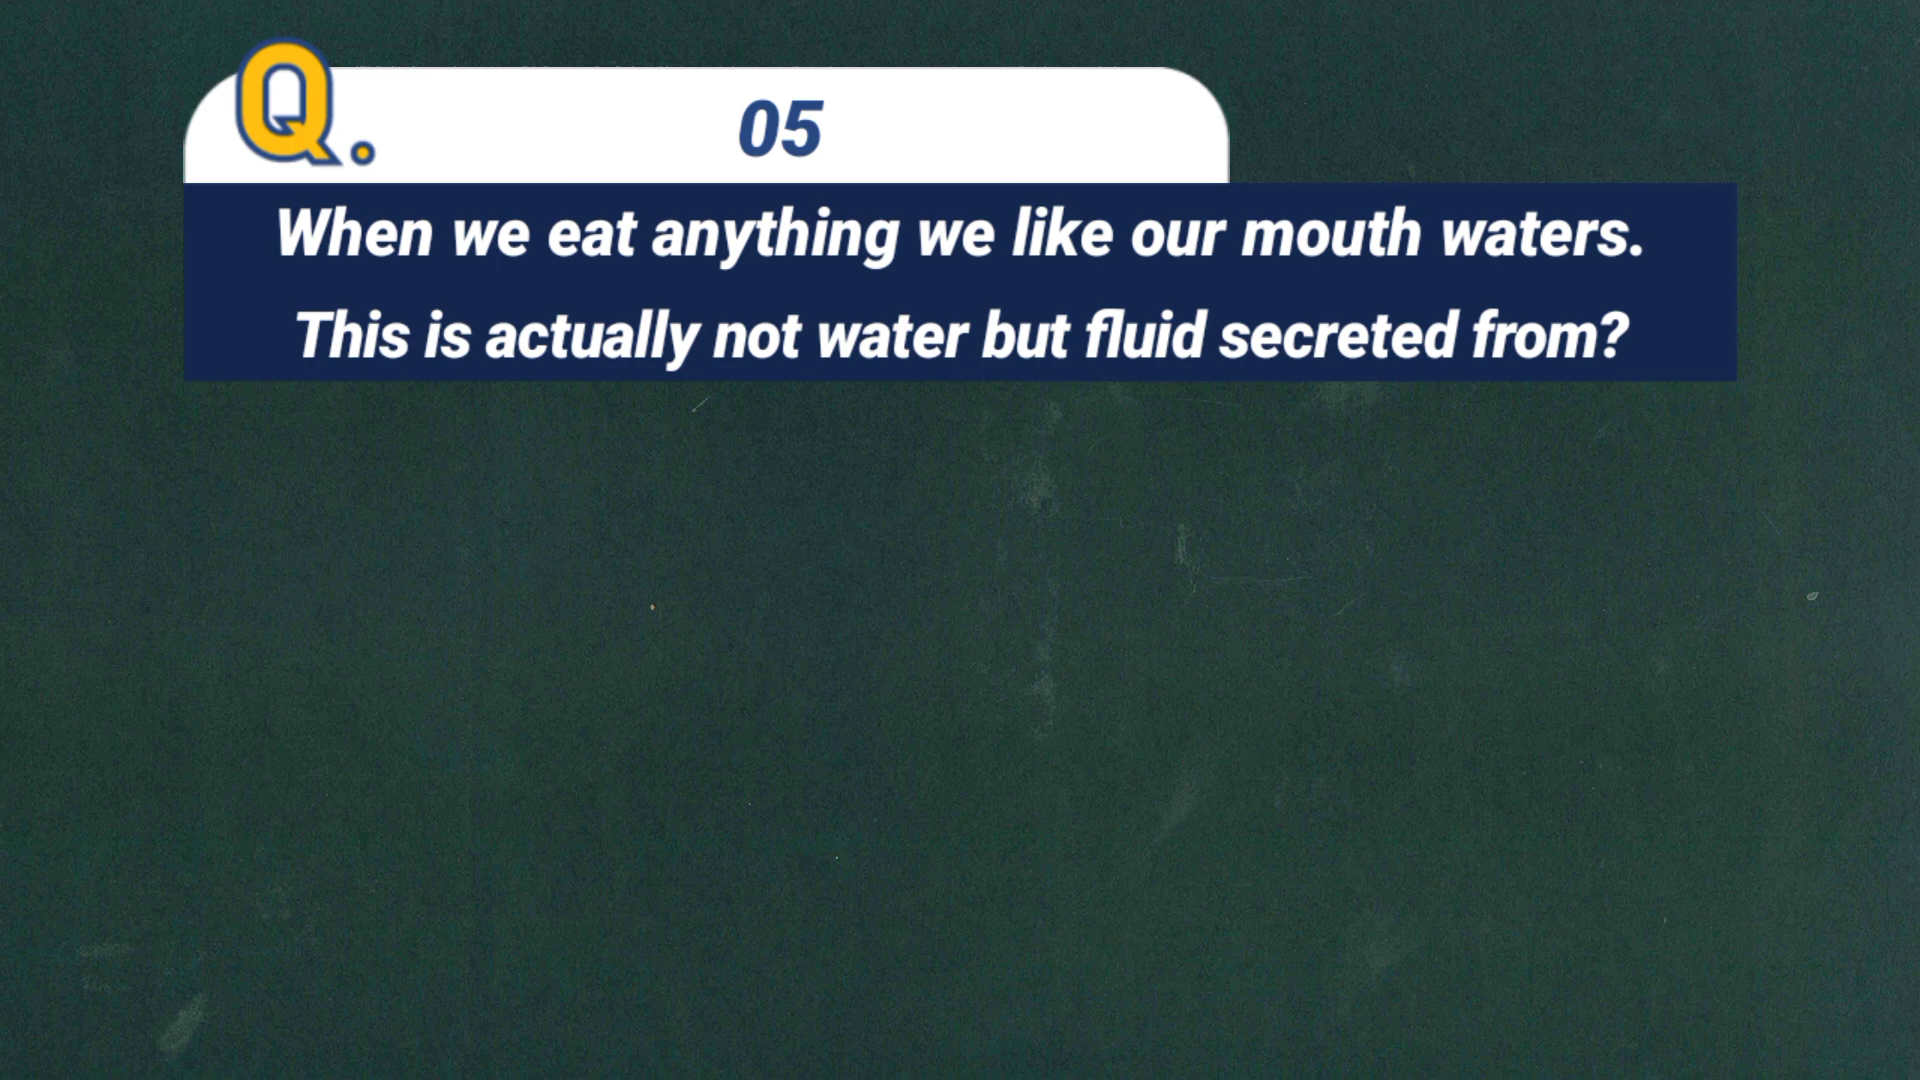 Q. 05
When we eat anything we like our mouth waters.
This is actually not water but fluid secreted from?